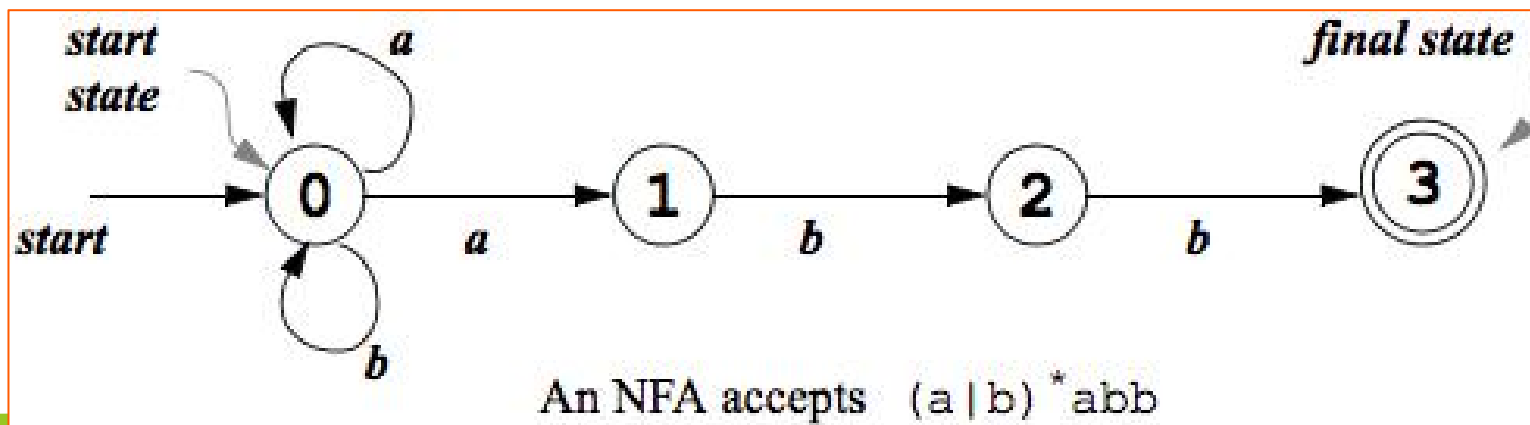 start
state
a
final state
0
1
2
3
start
a
b
b
b
An NFA accepts (a|b)*abb